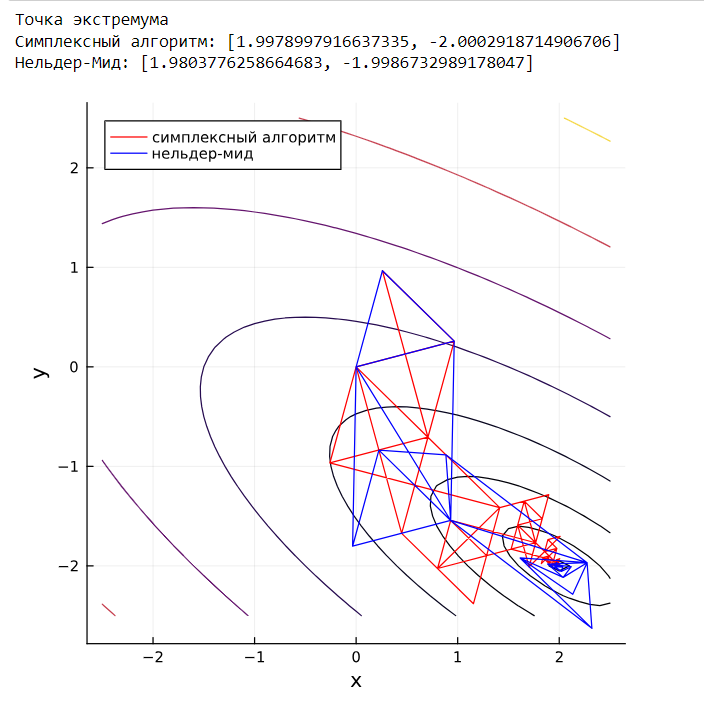 Точка экстремума
Симплексный алгоритм: [1.9978997916637335, -2.0002918714906706]
Нельдер-Мид: [1.9803776258664683, -1.9986732989178047]
симплексный алгоритм
нельдер-мид
2
1
0
−1
−2
y
−2
−1
0
1
2
x